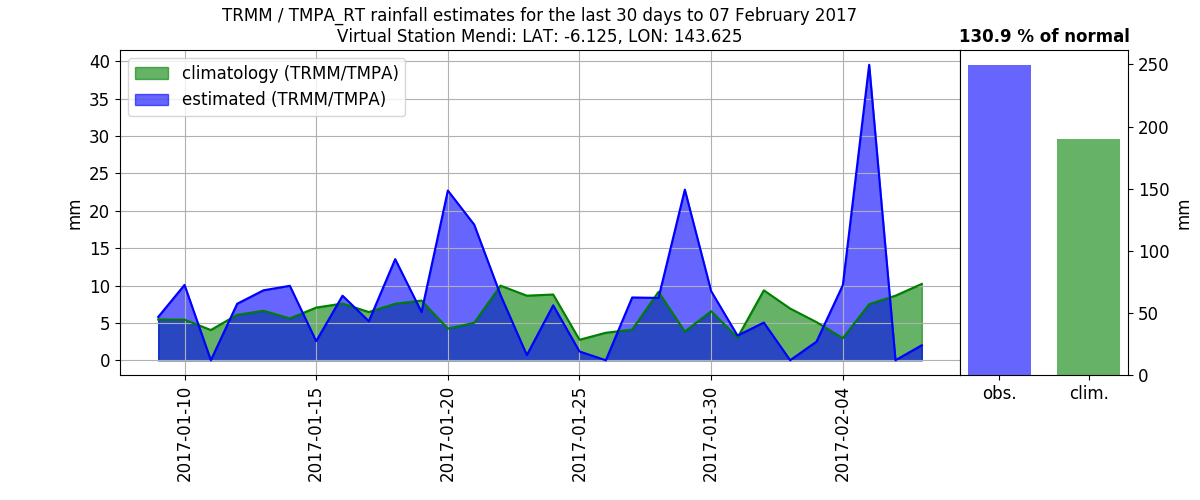 TRMM / TMPA_RT rainfall estimates for the last 30 days to 07 February 2017
Virtual Station Mendi: LAT: -6.125, LON: 143.625
130.9 % of normal
climatology (TRMM/TMPA)
estimated (TRMM/TMPA)
mm
40
35
30
25
20
15
10
5
0
2017-01-10
2017-01-15
2017-01-20
2017-01-25
2017-01-30
2017-02-04
250
200
150
100
50
0
mm
obs.
clim.